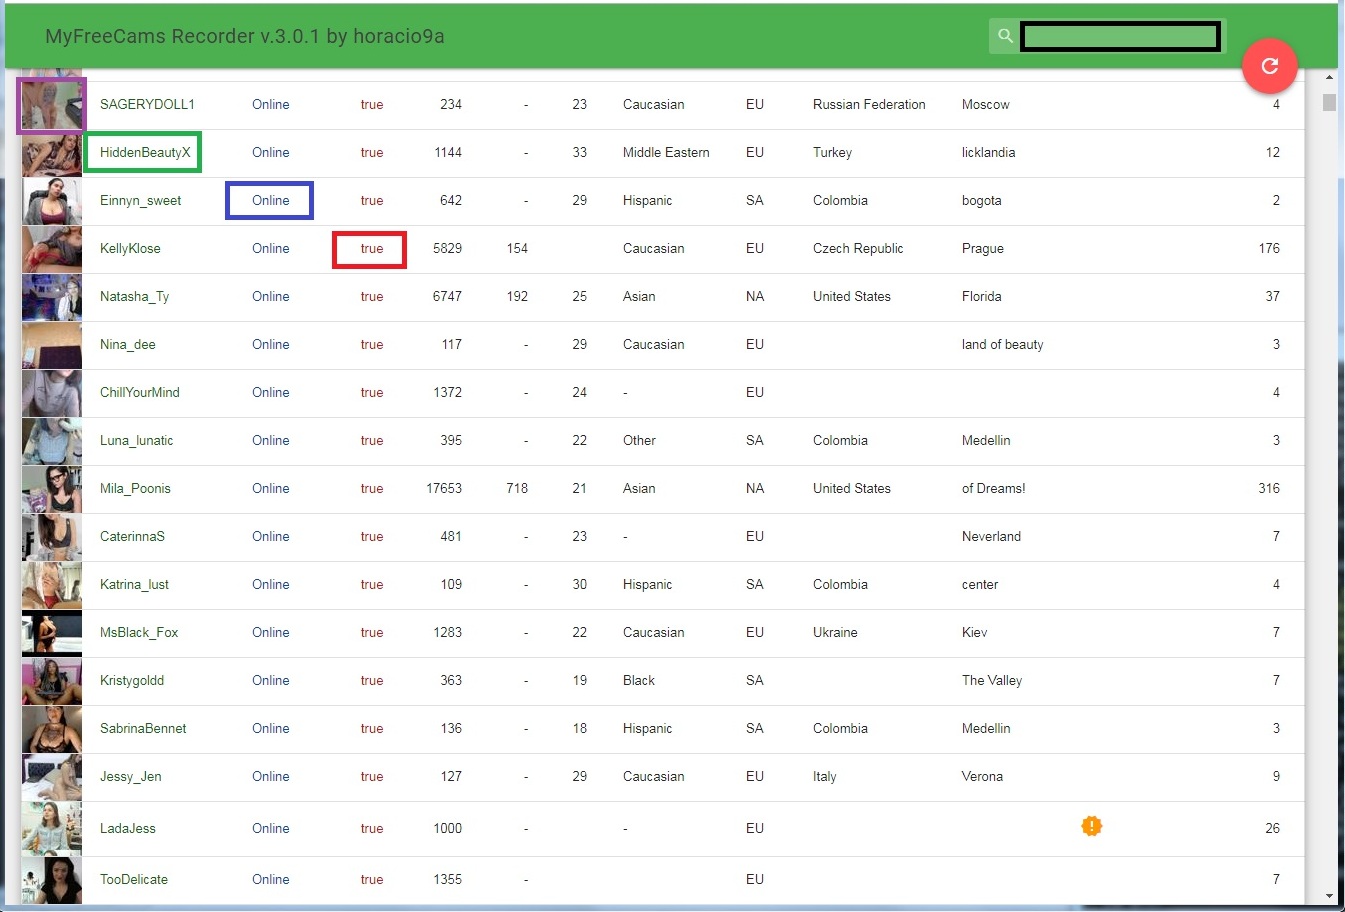 MyFreeCams Recorder v.3.0.1 by horacio9a
SAGERYDOLL1 Online true 234 - 23 Caucasian EU Russian Federation Moscow 4
HiddenBeautyX Online true 1144 - 33 Middle Eastern EU Turkey licklandia 12
Einnyn_sweet Online true 642 - 29 Hispanic SA Colombia bogota 2
KellyKlose Online true 5829 154 Caucasian EU Czech Republic Prague 176
Natasha_Ty Online true 6747 192 25 Asian NA United States Florida 37
Nina_dee Online true 117 - 29 Caucasian EU land of beauty 3
ChillYourMind Online true 1372 - 24 - EU 4
Luna_lunatic Online true 395 - 22 Other SA Colombia Medellin 3
Mila_Poonis Online true 17653 718 21 Asian NA United States of Dreams! 316
CaterinnaS Online true 481 - 23 - EU Neverland 7
Katrina_lust Online true 109 - 30 Hispanic SA Colombia center 4
MsBlack_Fox Online true 1283 - 22 Caucasian EU Ukraine Kiev 7
Kristygoldd Online true 363 - 19 Black SA The Valley 7
SabrinaBennet Online true 136 - 18 Hispanic SA Colombia Medellin 3
Jessy_Jen Online true 127 - 29 Caucasian EU Italy Verona 9
LadaJess Online true 1000 - - EU 26
TooDelicate Online true 1355 - EU 7